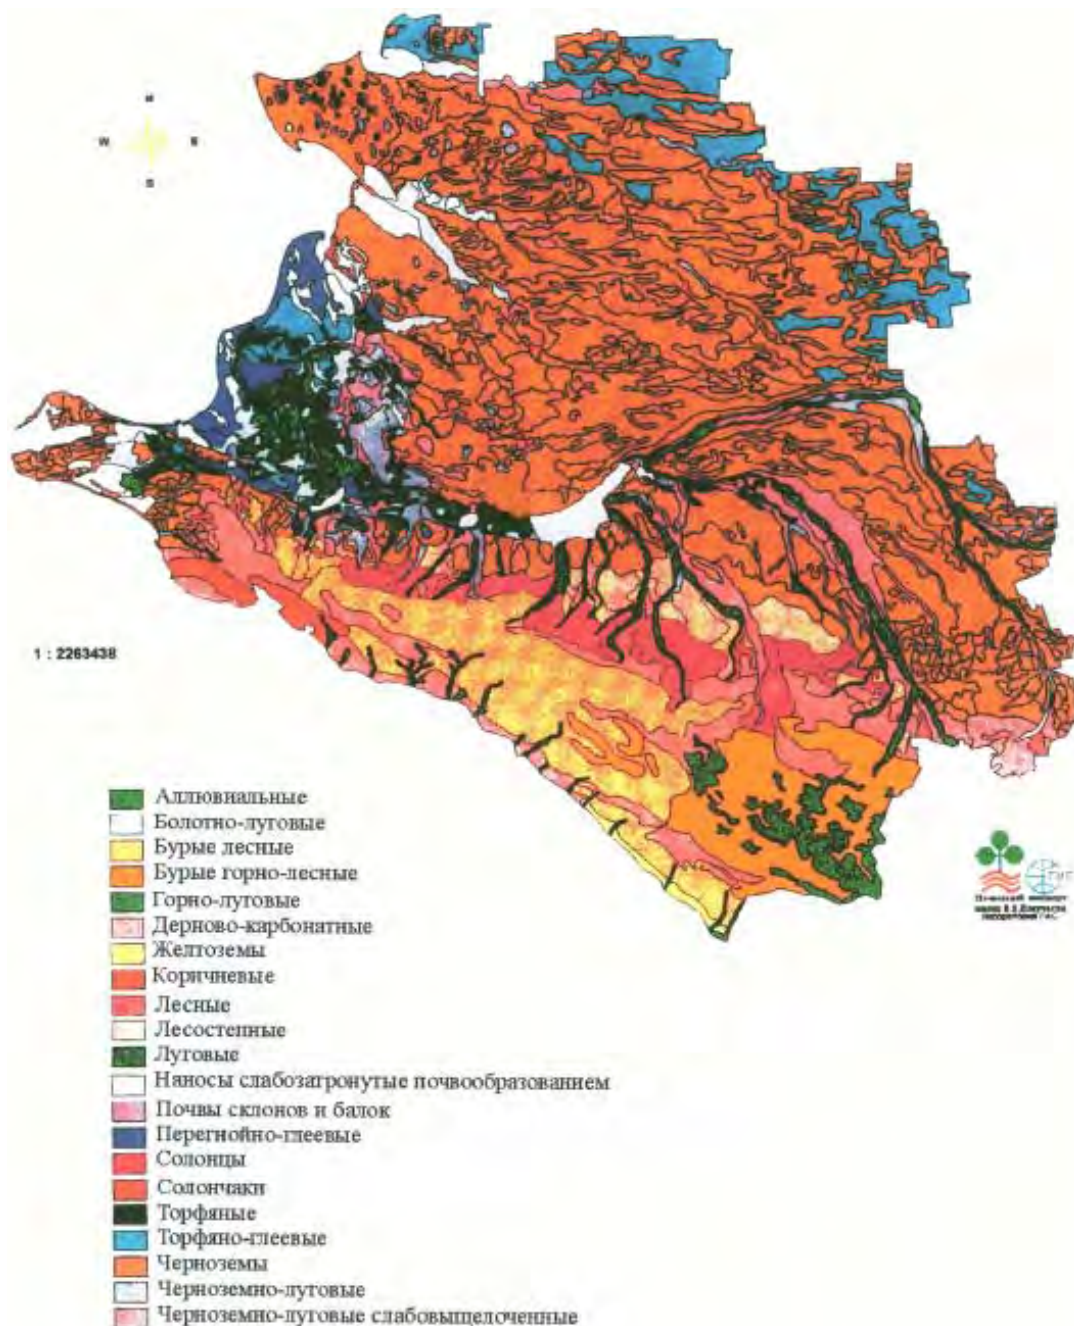 W
S
1 : 2263438
Аллювиальные
Болотно-луговые
Бурые лесные
Бурые горно-лесные
Горно-луговые
Дерново-карбонатные
Желтоземы
Коричневые
Лесные
Лесостепные
Луговые
Наносы слабозатронутые почвообразованием
Почвы склонов и балок
Перегнойно-глеевые
Солонцы
Солончаки
Торфяные
Торфяно-глеевые
Черноземы
Черноземно-луговые
Черноземно-луговые слабовыщелоченные